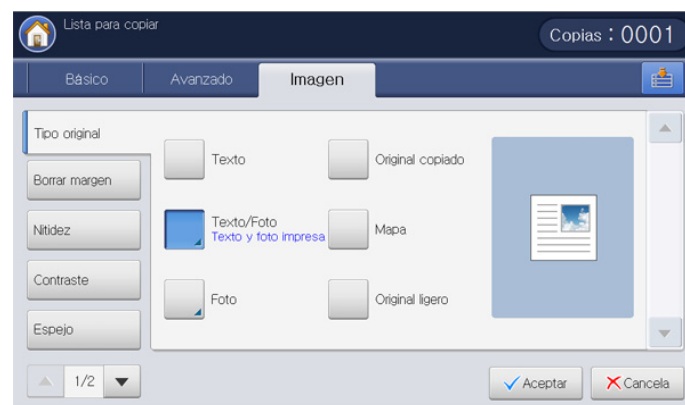 Lista para copiar
Copias : 0001
Básico
Avanzado
Imagen
Tipo original
Borrar margen
Nitidez
Contraste
Espejo
1/2
Texto
Original copiado
Texto/Foto
Texto y foto impresa
Mapa
Foto
Original ligero
Aceptar
Cancela